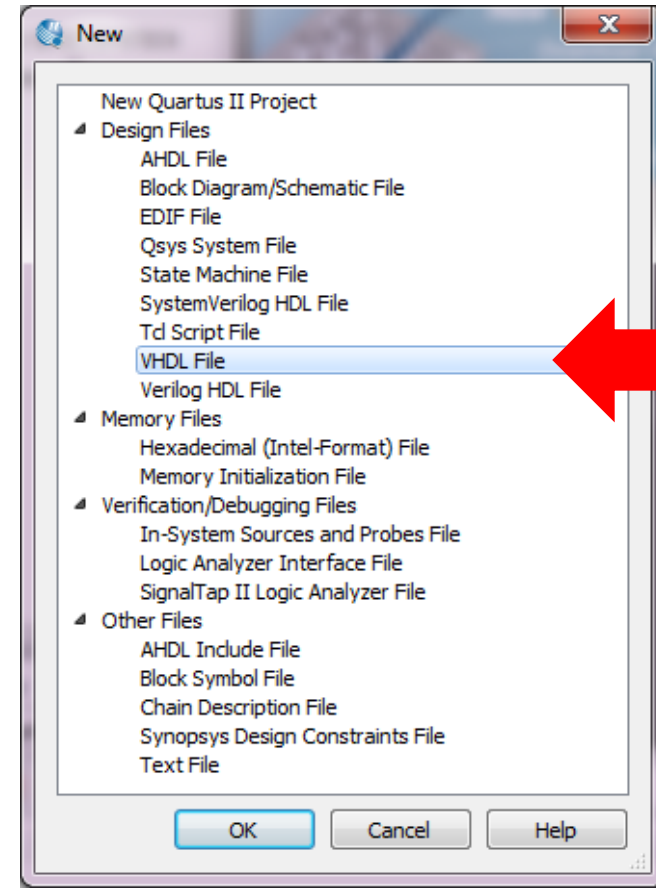 New
New Quartus II Project
Design Files
AHDL File
Block Diagram/Schematic File
EDIF File
Qsys System File
State Machine File
SystemVerilog HDL File
Tcl Script File
VHDL File
Verilog HDL File
Memory Files
Hexadecimal (Intel-Format) File
Memory Initialization File
Verification/Debugging Files
In-System Sources and Probes File
Logic Analyzer Interface File
SignalTap II Logic Analyzer File
Other Files
AHDL Include File
Block Symbol File
Chain Description File
Synopsys Design Constraints File
Text File
OK Cancel Help